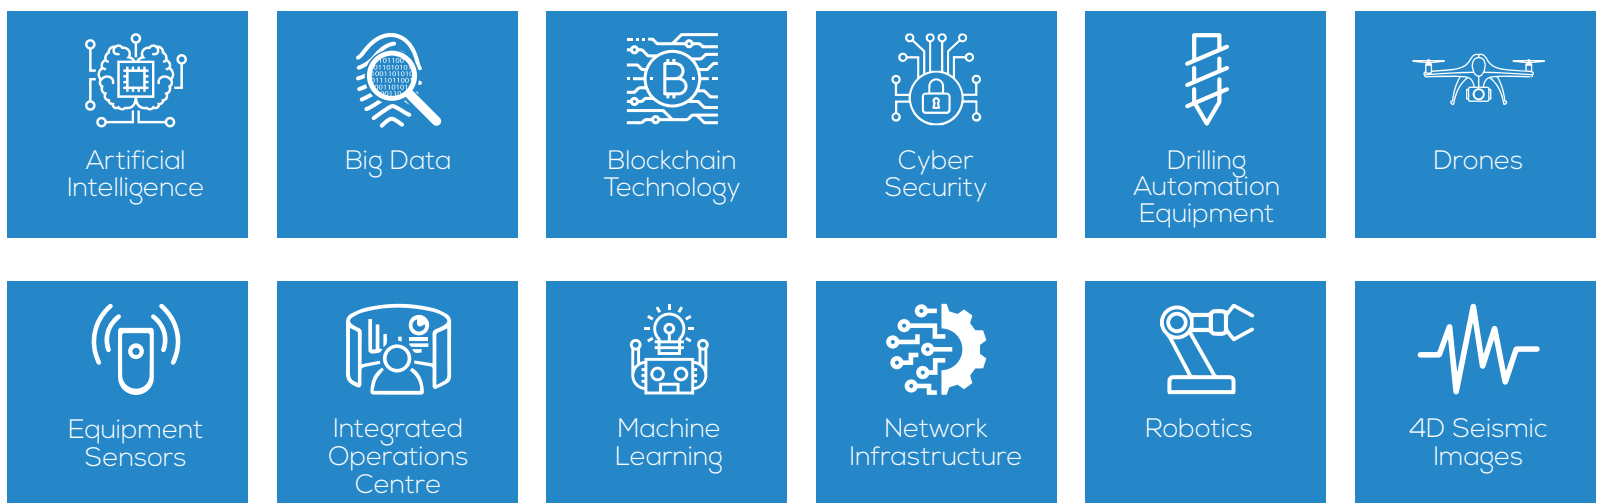 Artificial
Intelligence
Big Data
Blockchain
Technology
Cyber
Security
Drilling
Automation
Equipment
Drones
Equipment
Sensors
Integrated
Operations
Centre
Machine
Learning
Network
Infrastructure
Robotics
4D Seismic
Images